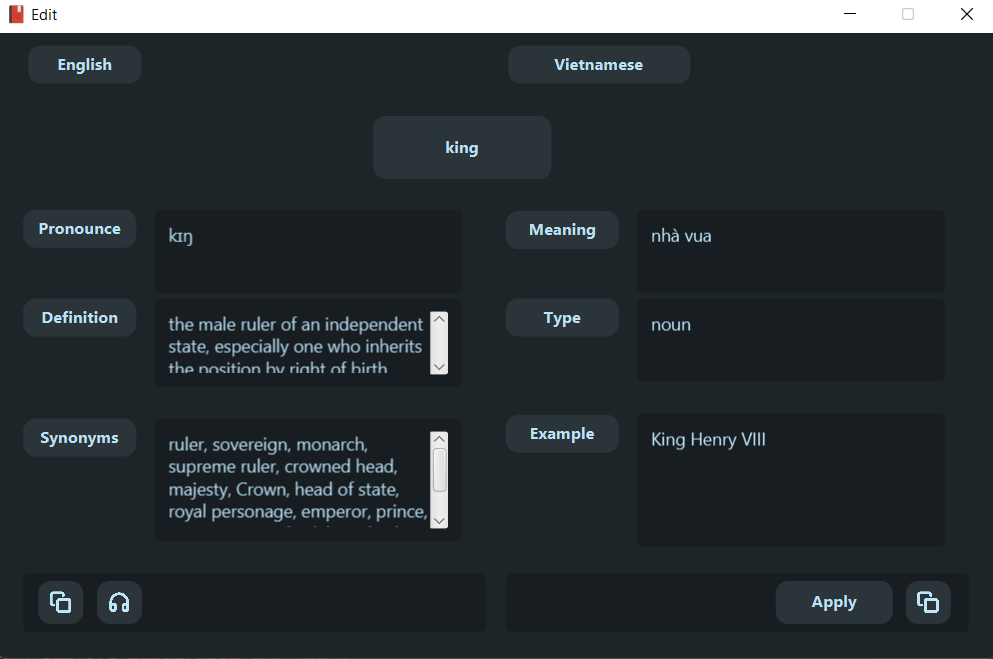 Edit
English
Vietnamese
king
Pronounce
kɪŋ
Meaning
nhà vua
Definition
the male ruler of an independent
state, especially one who inherits
the position by right of birth
Type
noun
Synonyms
ruler, sovereign, monarch,
supreme ruler, crowned head,
majesty, Crown, head of state,
royal personage, emperor, prince,
Example
King Henry VIII
Apply